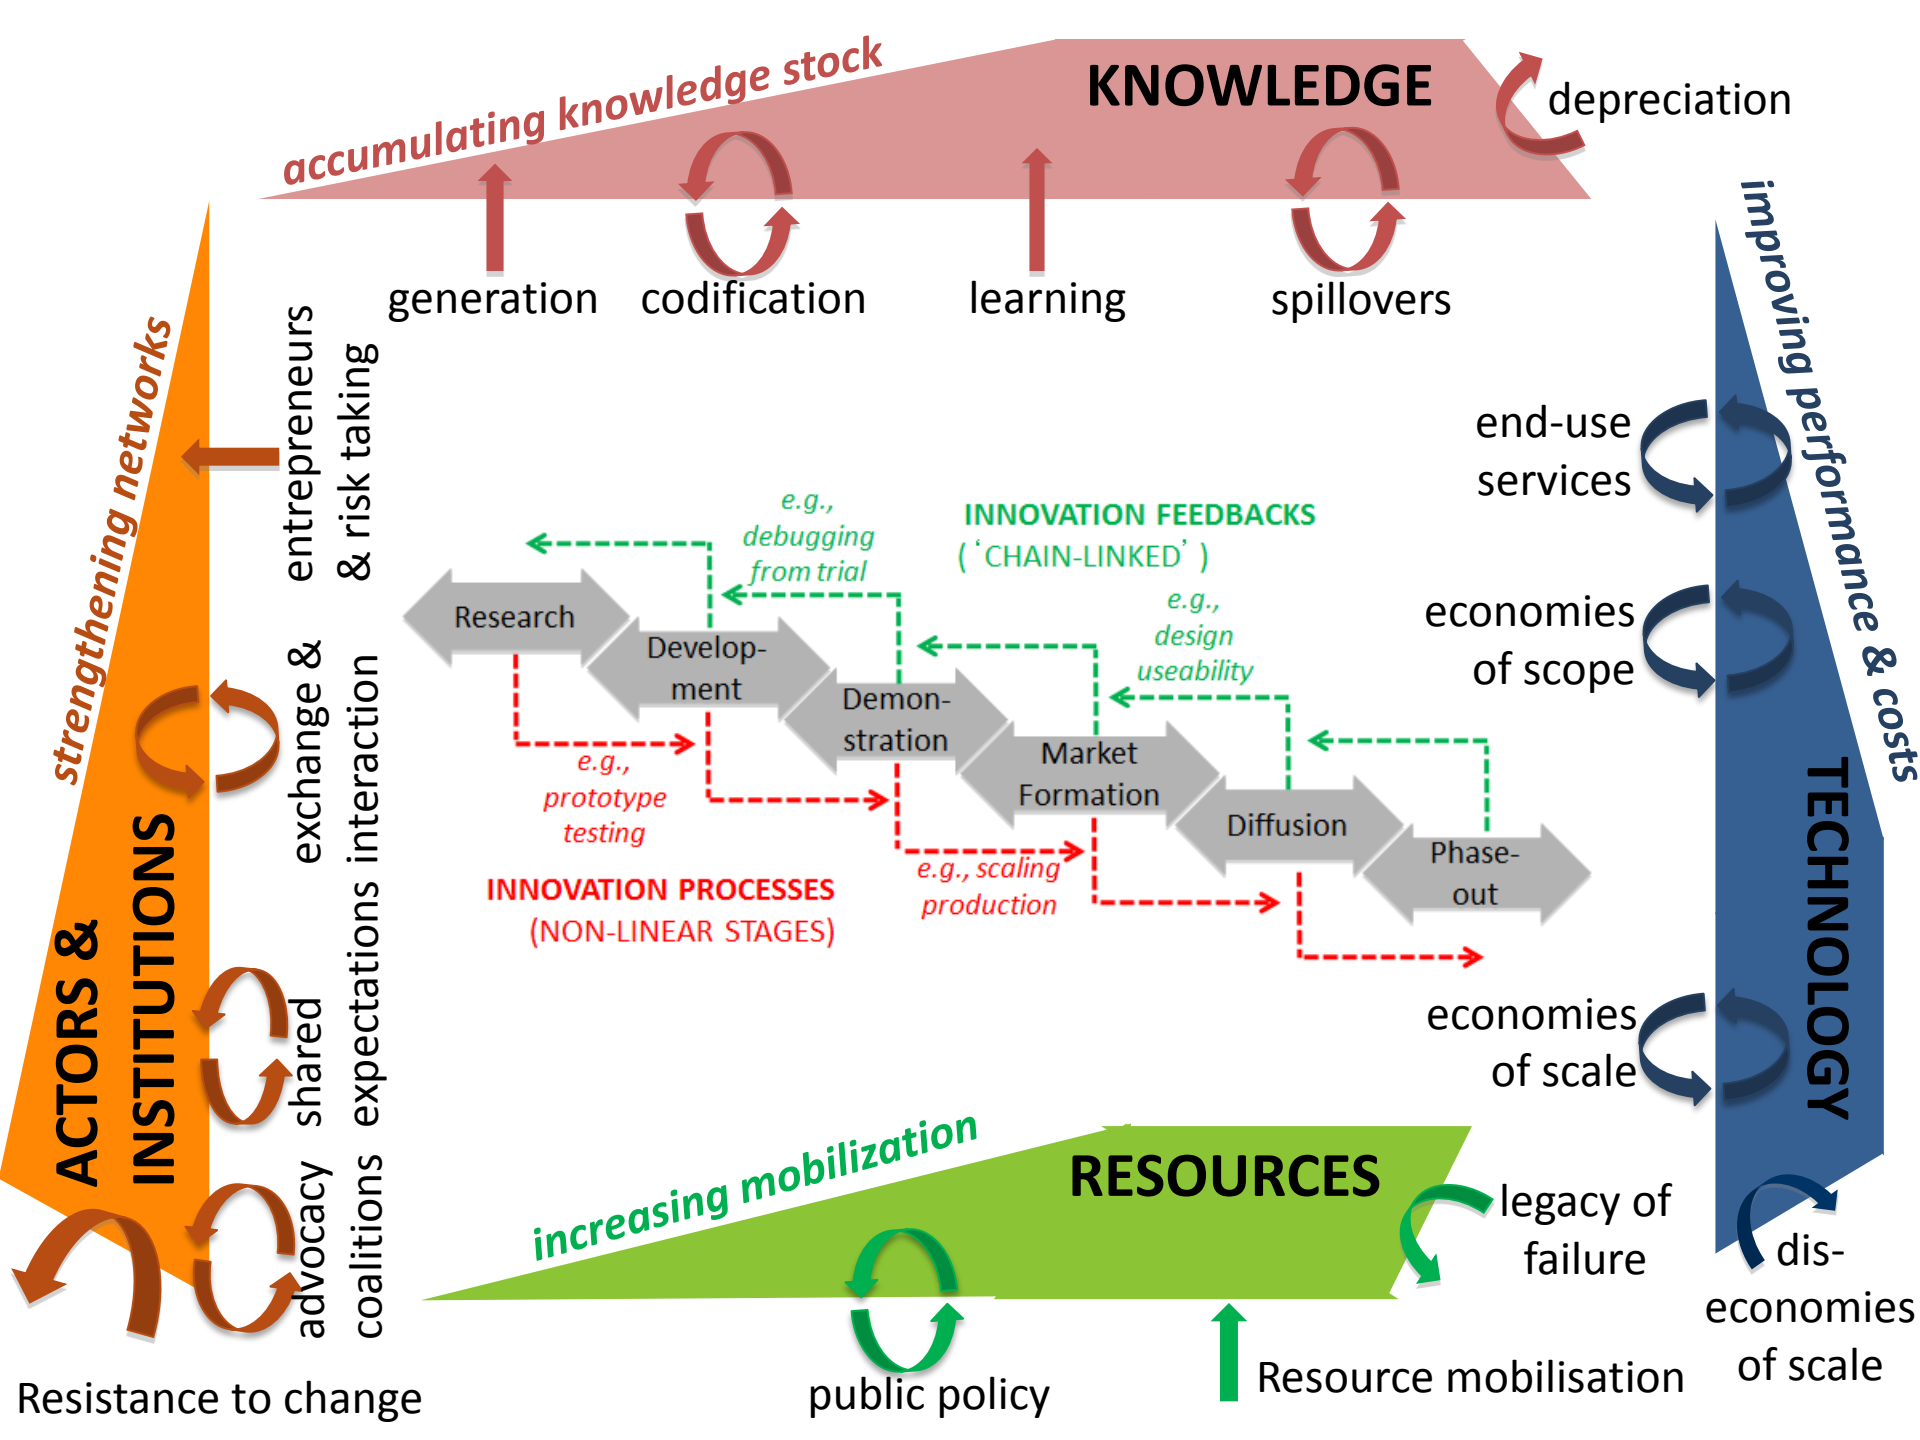 accumulating knowledge stock
KNOWLEDGE
depreciation
generation
codification
learning
spillovers
strengthening networks
entrepreneurs
& risk taking
exchange &
interaction
shared
expectations
advocacy
coalitions
ACTORS &
INSTITUTIONS
Resistance to change
improving performance & costs
end-use
services
economies
of scope
TECHNOLOGY
economies
of scale
dis-
economies
of scale
e.g.,
debugging
from trial
INNOVATION FEEDBACKS
( ‘CHAIN-LINKED’ )
e.g.,
design
useability
Research
Develop-
ment
Demon-
stration
Market
Formation
Diffusion
Phase-
out
e.g.,
prototype
testing
e.g., scaling
production
INNOVATION PROCESSES
(NON-LINEAR STAGES)
increasing mobilization
RESOURCES
legacy of
failure
public policy
Resource mobilisation